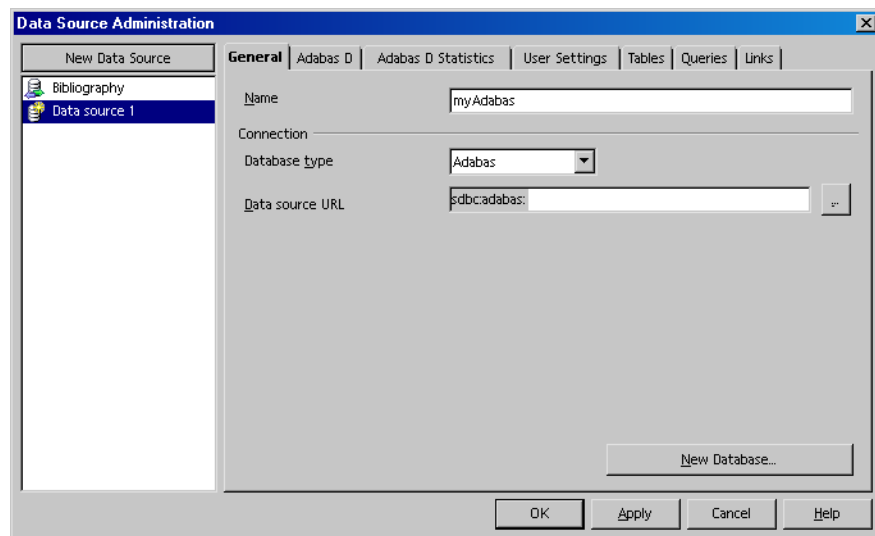 Data Source Administration
New Data Source
Bibliography
Data source 1
General Adabas D Adabas D Statistics User Settings Tables Queries Links
Name myAdabas
Connection
Database type Adabas
Data source URL sdbc:adabas: ...
New Database...
OK Apply Cancel Help